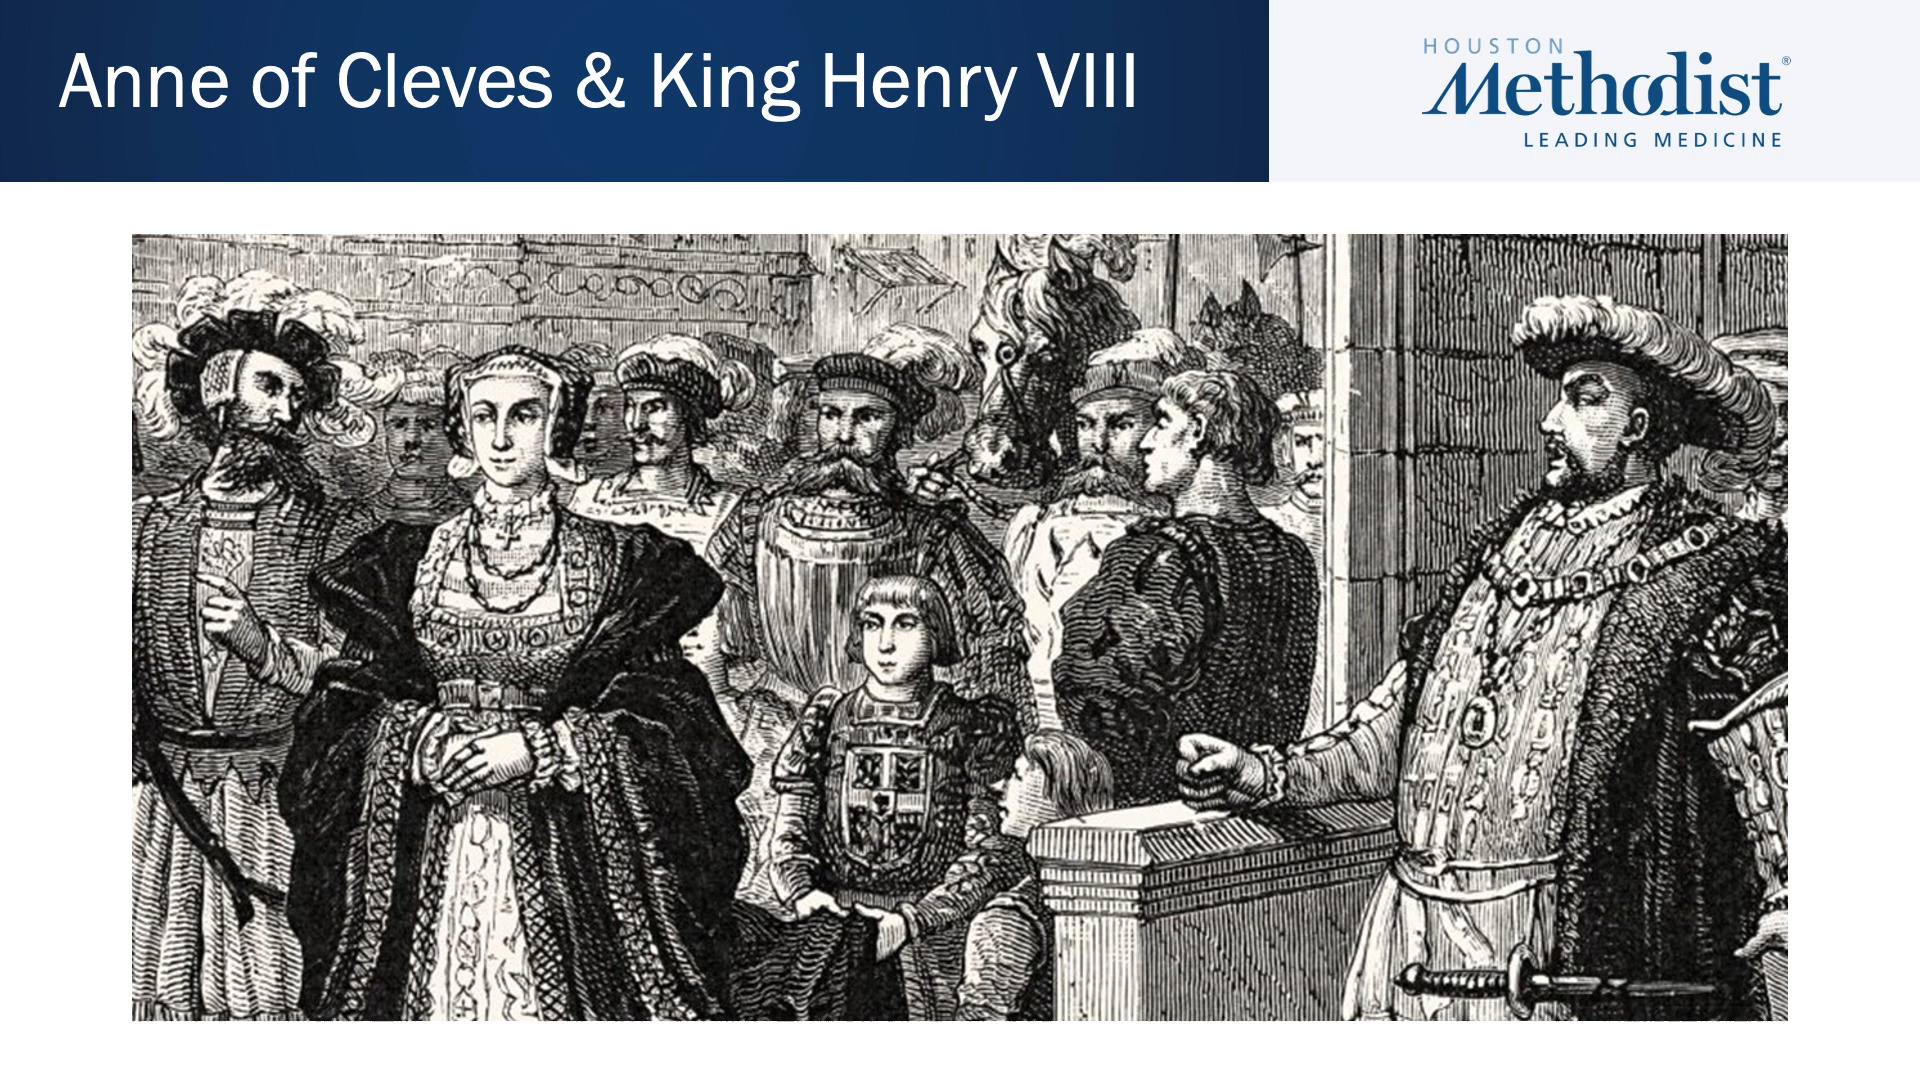 Anne of Cleves & King Henry VIII
HOUSTON
Methodist®
LEADING MEDICINE